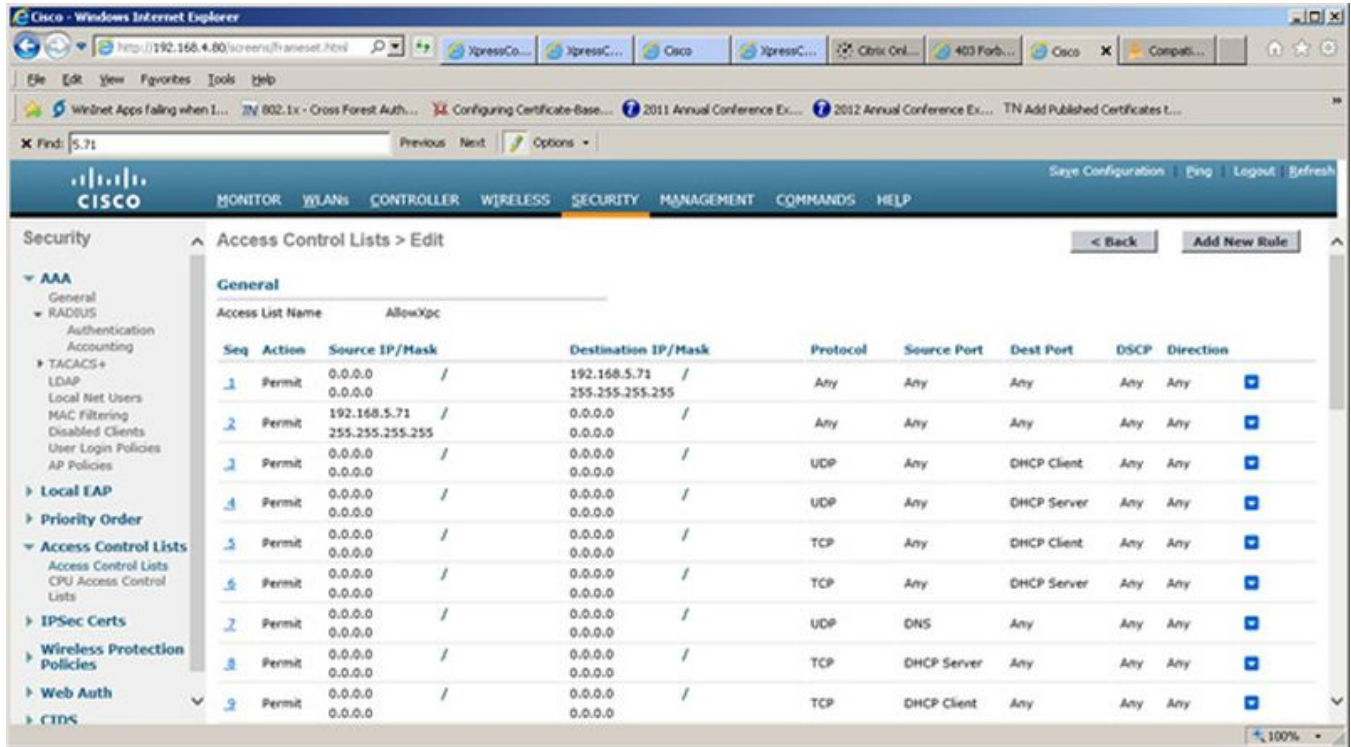 Cisco - Windows Internet Explorer
http://192.168.4.80/screens/frameset.html
XpressCo...
XpressC...
Cisco
XpressC...
Citrix Onl...
403 Forb...
Cisco
Compati...
File Edit View Favorites Tools Help
WinInet Apps failing when I...
802.1x - Cross Forest Auth...
Configuring Certificate-Base...
2011 Annual Conference Ex...
2012 Annual Conference Ex...
TN Add Published Certificates t...
Find: 5.71 Previous Next Options
Save Configuration Ping Logout Refresh
CISCO
MONITOR WLANs CONTROLLER WIRELESS SECURITY MANAGEMENT COMMANDS HELP
Security
AAA
General
RADIUS
Authentication
Accounting
TACACS+
LDAP
Local Net Users
MAC Filtering
Disabled Clients
User Login Policies
AP Policies
Local EAP
Priority Order
Access Control Lists
Access Control Lists
CPU Access Control
Lists
IPSec Certs
Wireless Protection
Policies
Web Auth
CIDS
Access Control Lists > Edit
< Back Add New Rule
General
Access List Name AllowXpc
Seq Action Source IP/Mask Destination IP/Mask Protocol Source Port Dest Port DSCP Direction
1 Permit 0.0.0.0 / 192.168.5.71 / Any Any Any Any Any
0.0.0.0 255.255.255.255
2 Permit 192.168.5.71 / 0.0.0.0 / Any Any Any Any Any
255.255.255.255 0.0.0.0
3 Permit 0.0.0.0 / 0.0.0.0 / UDP Any DHCP Client Any Any
0.0.0.0 0.0.0.0
4 Permit 0.0.0.0 / 0.0.0.0 / UDP Any DHCP Server Any Any
0.0.0.0 0.0.0.0
5 Permit 0.0.0.0 / 0.0.0.0 / TCP Any DHCP Client Any Any
0.0.0.0 0.0.0.0
6 Permit 0.0.0.0 / 0.0.0.0 / TCP Any DHCP Server Any Any
0.0.0.0 0.0.0.0
7 Permit 0.0.0.0 / 0.0.0.0 / UDP DNS Any Any Any
0.0.0.0 0.0.0.0
8 Permit 0.0.0.0 / 0.0.0.0 / TCP DHCP Server Any Any Any
0.0.0.0 0.0.0.0
9 Permit 0.0.0.0 / 0.0.0.0 / TCP DHCP Client Any Any Any
0.0.0.0 0.0.0.0
100%